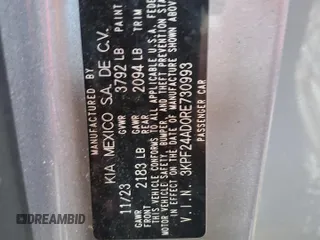 MANUFACTURED BY
KIA MEXICO S.A. DE C.V.
11/23 GVWR 3792 LB PAINT
GAWR FRONT 2183 LB GAWR REAR 2094 LB TRIM
THIS VEHICLE CONFORMS TO ALL APPLICABLE U.S.A. FEDERAL
MOTOR VEHICLE SAFETY, BUMPER, AND THEFT PREVENTION STANDARDS
IN EFFECT ON THE DATE OF MANUFACTURE SHOWN ABOVE.
V.I.N. 3KPF24AD0RE730993
PASSENGER CAR
DREAMBID